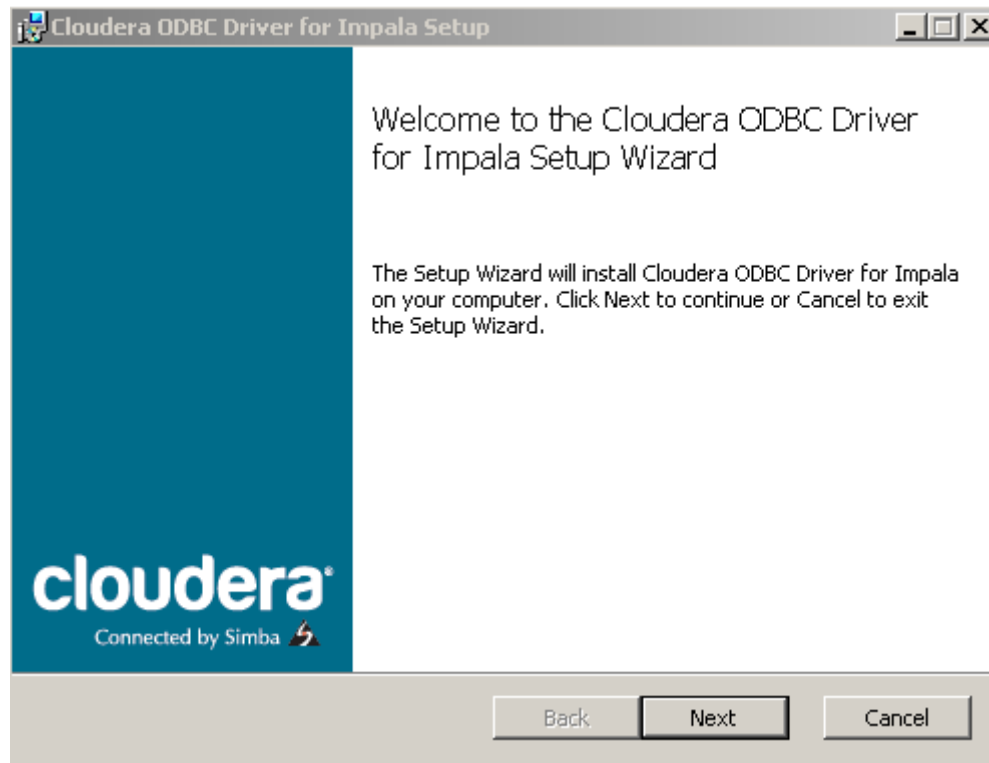 Cloudera ODBC Driver for Impala Setup
Welcome to the Cloudera ODBC Driver
for Impala Setup Wizard
The Setup Wizard will install Cloudera ODBC Driver for Impala
on your computer. Click Next to continue or Cancel to exit
the Setup Wizard.
cloudera®
Connected by Simba
Back
Next
Cancel